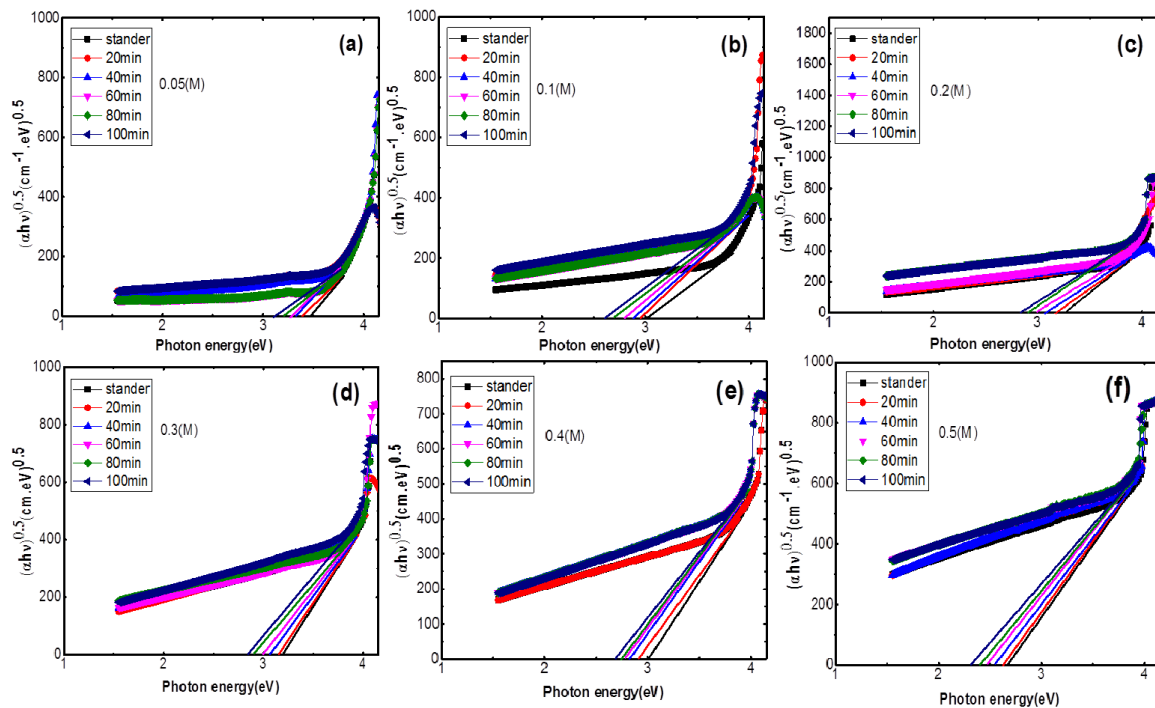 (a)
stander
20min
40min
60min
80min
100min
0.05(M)
1000
800
600
400
200
0
1 2 3 4
(αhν)^0.5(cm^-1.eV)^0.5
Photon energy(eV)
(b)
stander
20min
40min
60min
80min
100min
0.1(M)
1000
800
600
400
200
0
1 2 3 4
(αhν)^0.5(cm^-1.eV)^0.5
Photon energy(eV)
(c)
stander
20min
40min
60min
80min
100min
0.2(M)
1800
1600
1400
1200
1000
800
600
400
200
0
1 2 3 4
(αhν)^0.5(cm^-1.eV)^0.5
Photon energy(eV)
(d)
stander
20min
40min
60min
80min
100min
0.3(M)
1000
800
600
400
200
0
1 2 3 4
(αhν)^0.5(cm.eV)^0.5
Photon energy(eV)
(e)
stander
20min
40min
60min
80min
100min
0.4(M)
800
700
600
500
400
300
200
100
0
1 2 3 4
(αhν)^0.5(cm.eV)^0.5
Photon energy(eV)
(f)
stander
20min
40min
60min
80min
100min
0.5(M)
1000
800
600
400
200
0
1 2 3 4
(αhν)^0.5(cm^-1.eV)^0.5
Photon energy(eV)